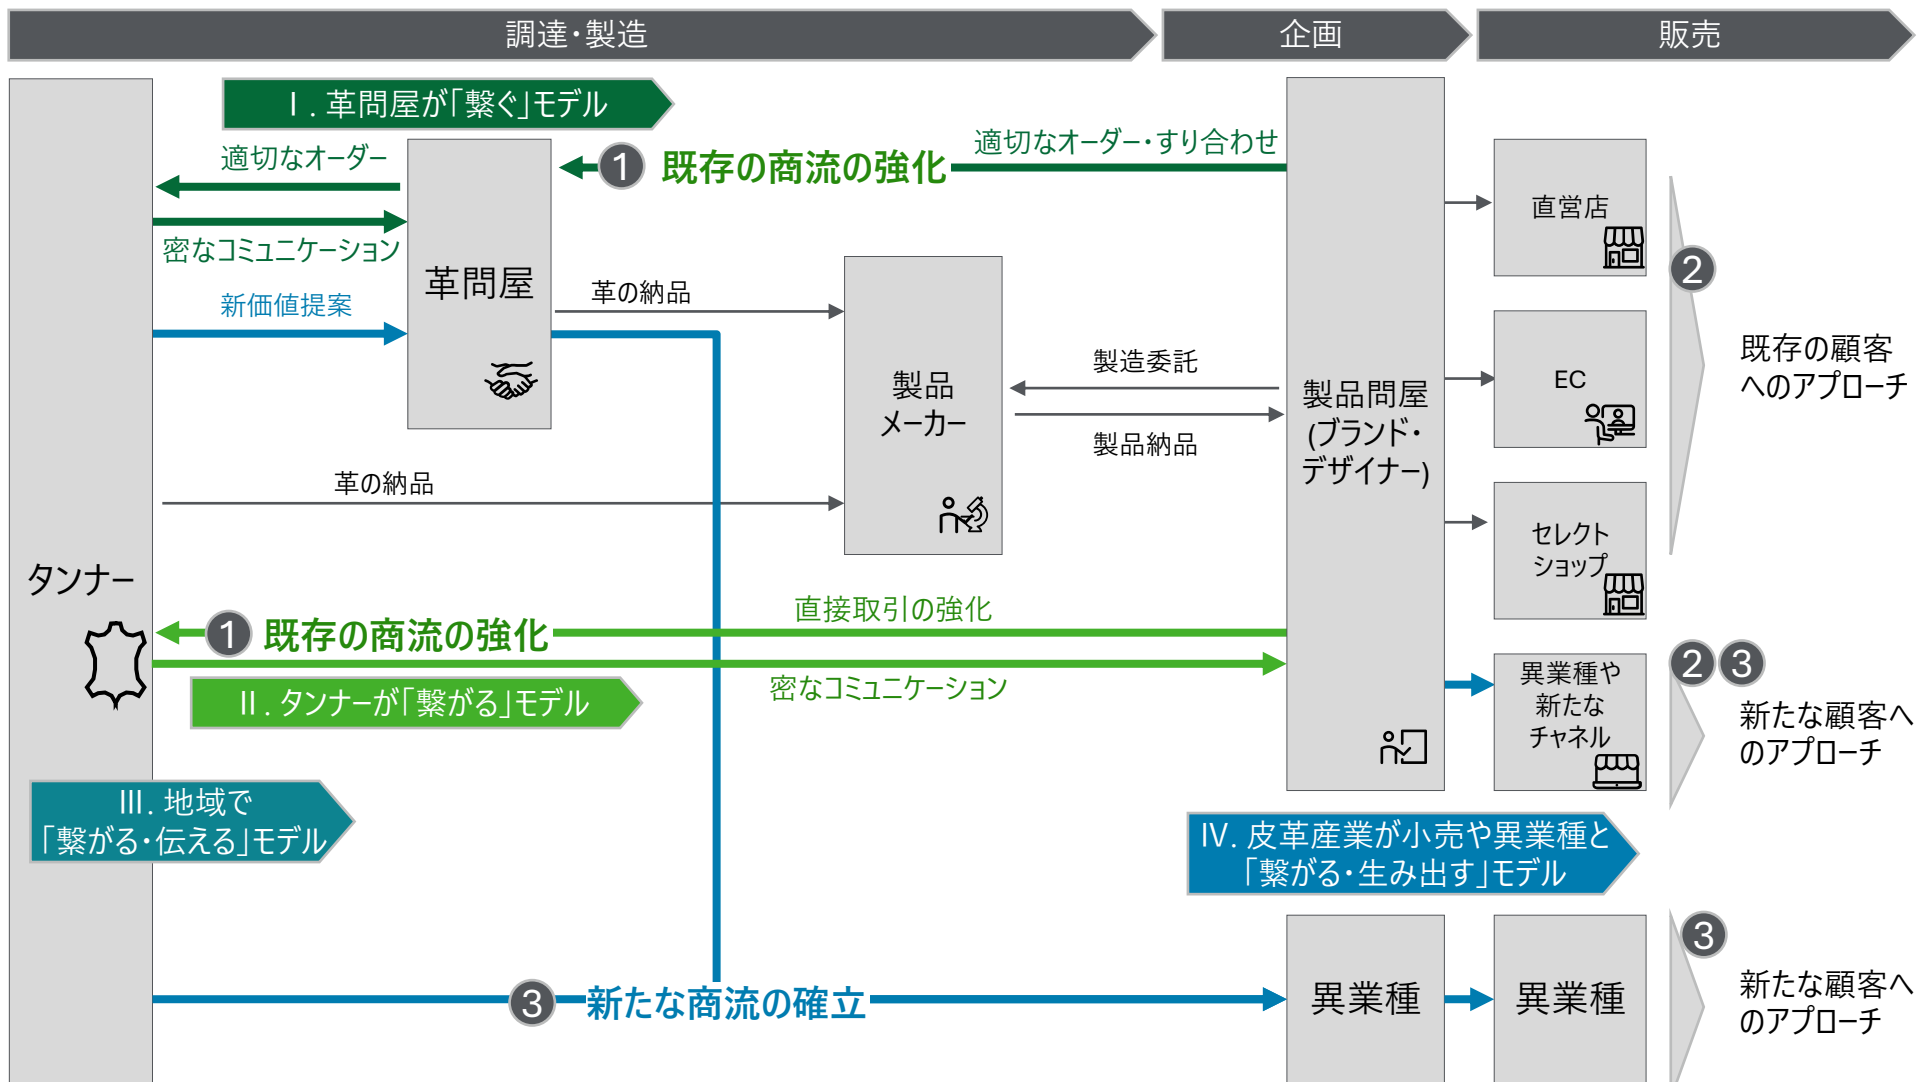 調達・製造
企画
販売
Ⅰ. 革問屋が「繋ぐ」モデル
適切なオーダー
密なコミュニケーション
新価値提案
革問屋
1 既存の商流の強化
適切なオーダー・すり合わせ
革の納品
革の納品
製品
メーカー
製造委託
製品納品
製品問屋
(ブランド・
デザイナー)
直営店
EC
セレクト
ショップ
2
既存の顧客
へのアプローチ
タンナー
1 既存の商流の強化
直接取引の強化
密なコミュニケーション
Ⅱ. タンナーが「繋がる」モデル
異業種や
新たな
チャネル
2 3
新たな顧客へ
のアプローチ
Ⅲ. 地域で
「繋がる・伝える」モデル
Ⅳ. 皮革産業が小売や異業種と
「繋がる・生み出す」モデル
3 新たな商流の確立
異業種
異業種
3
新たな顧客へ
のアプローチ